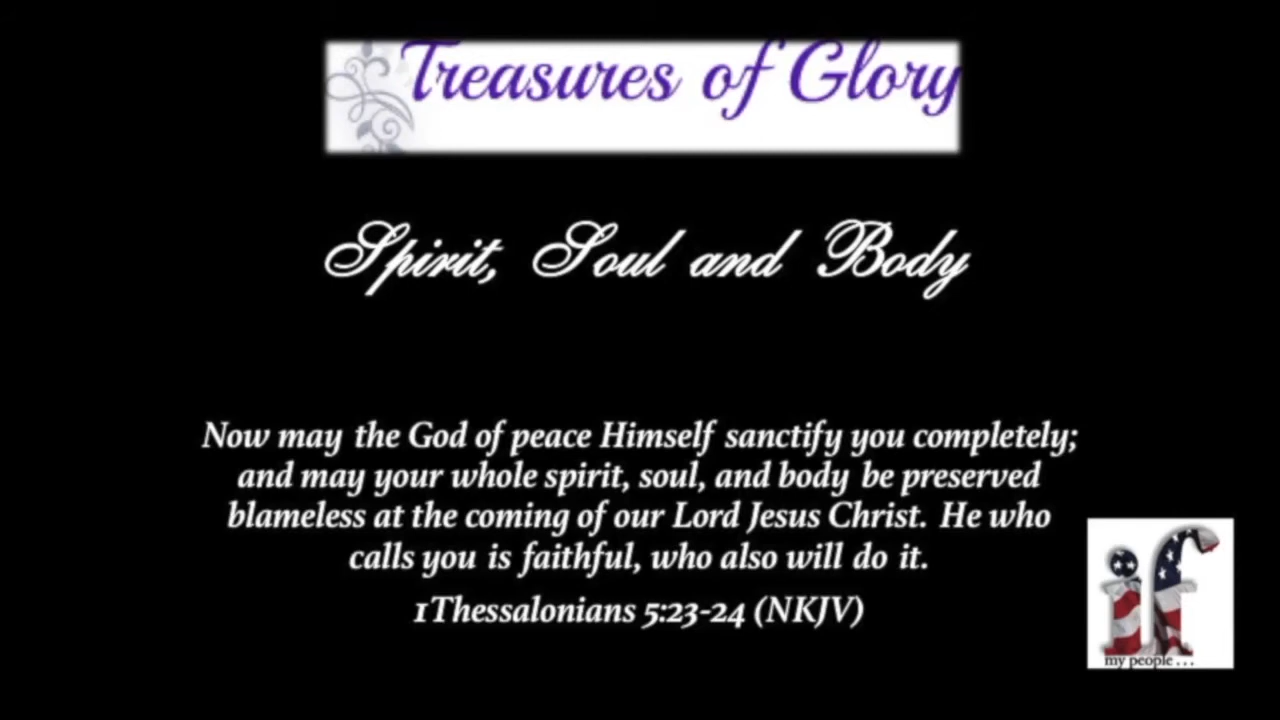 Treasures of Glory
Spirit, Soul and Body
Now may the God of peace Himself sanctify you completely;
and may your whole spirit, soul, and body be preserved
blameless at the coming of our Lord Jesus Christ. He who
calls you is faithful, who also will do it.
1Thessalonians 5:23-24 (NKJV)
if
my people . . .